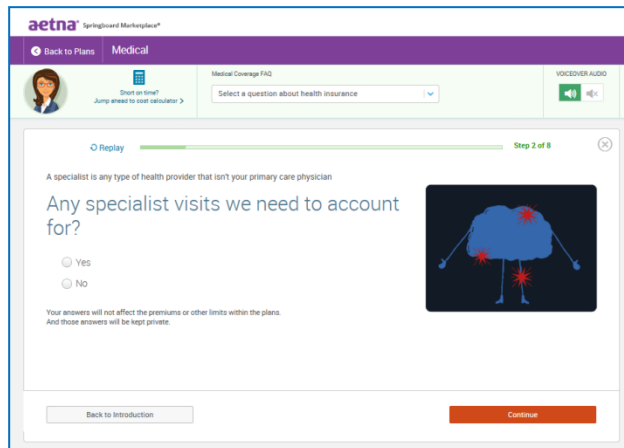 aetna® Springboard Marketplace®
Back to Plans Medical
Short on time?
Jump ahead to cost calculator >
Medical Coverage FAQ
Select a question about health insurance
VOICEOVER AUDIO
Replay
Step 2 of 8
A specialist is any type of health provider that isn't your primary care physician
Any specialist visits we need to account
for?
Yes
No
Your answers will not affect the premiums or other limits within the plans.
And those answers will be kept private.
Back to Introduction
Continue